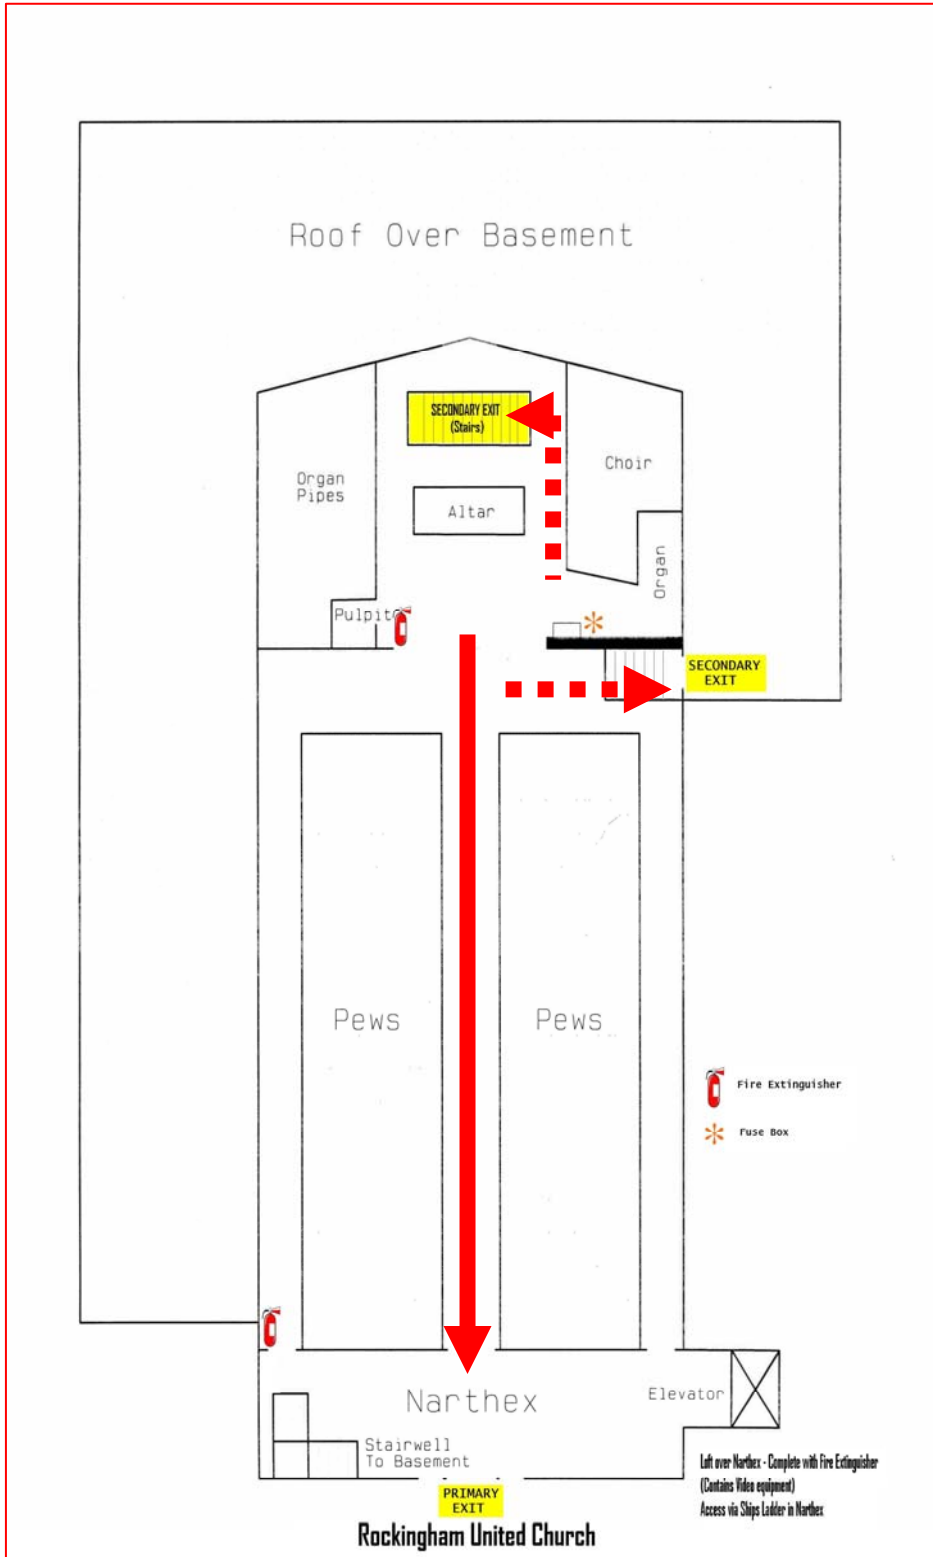 Roof Over Basement
SECONDARY EXIT
(Stairs)
Choir
Organ
Pipes
Altar
Organ
Pulpit
SECONDARY
EXIT
Pews
Pews
Fire Extinguisher
Fuse Box
Narthex
Elevator
Stairwell
To Basement
Loft over Narthex - Complete with Fire Extinguisher
(Contains Video equipment)
Access via Ships Ladder in Narthex
PRIMARY
EXIT
Rockingham United Church